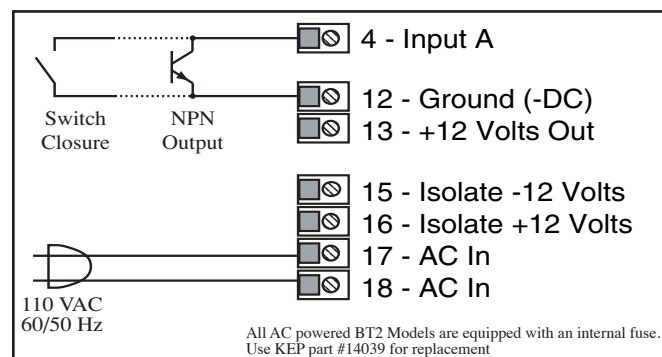 4 - Input A
12 - Ground (-DC)
13 - +12 Volts Out
Switch
Closure
NPN
Output
15 - Isolate -12 Volts
16 - Isolate +12 Volts
17 - AC In
18 - AC In
110 VAC
60/50 Hz
All AC powered BT2 Models are equipped with an internal fuse.
Use KEP part #14039 for replacement